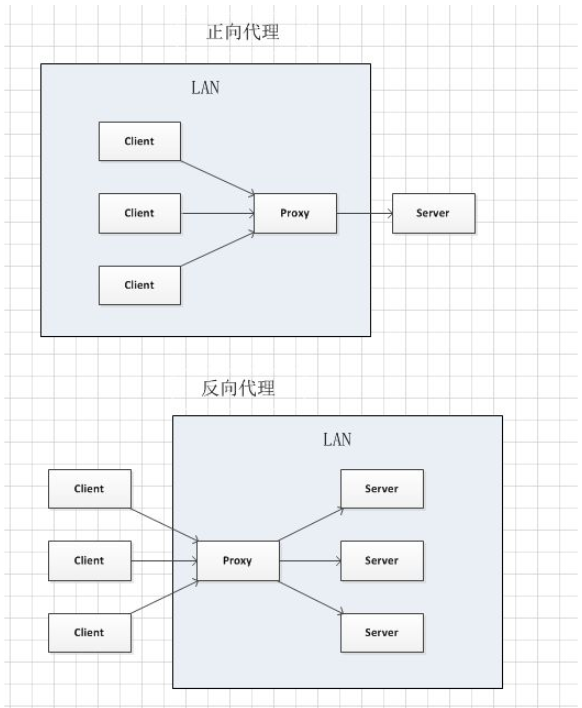 正向代理
LAN
Client
Client
Proxy
Server
Client
反向代理
LAN
Client
Server
Client
Proxy
Server
Client
Server